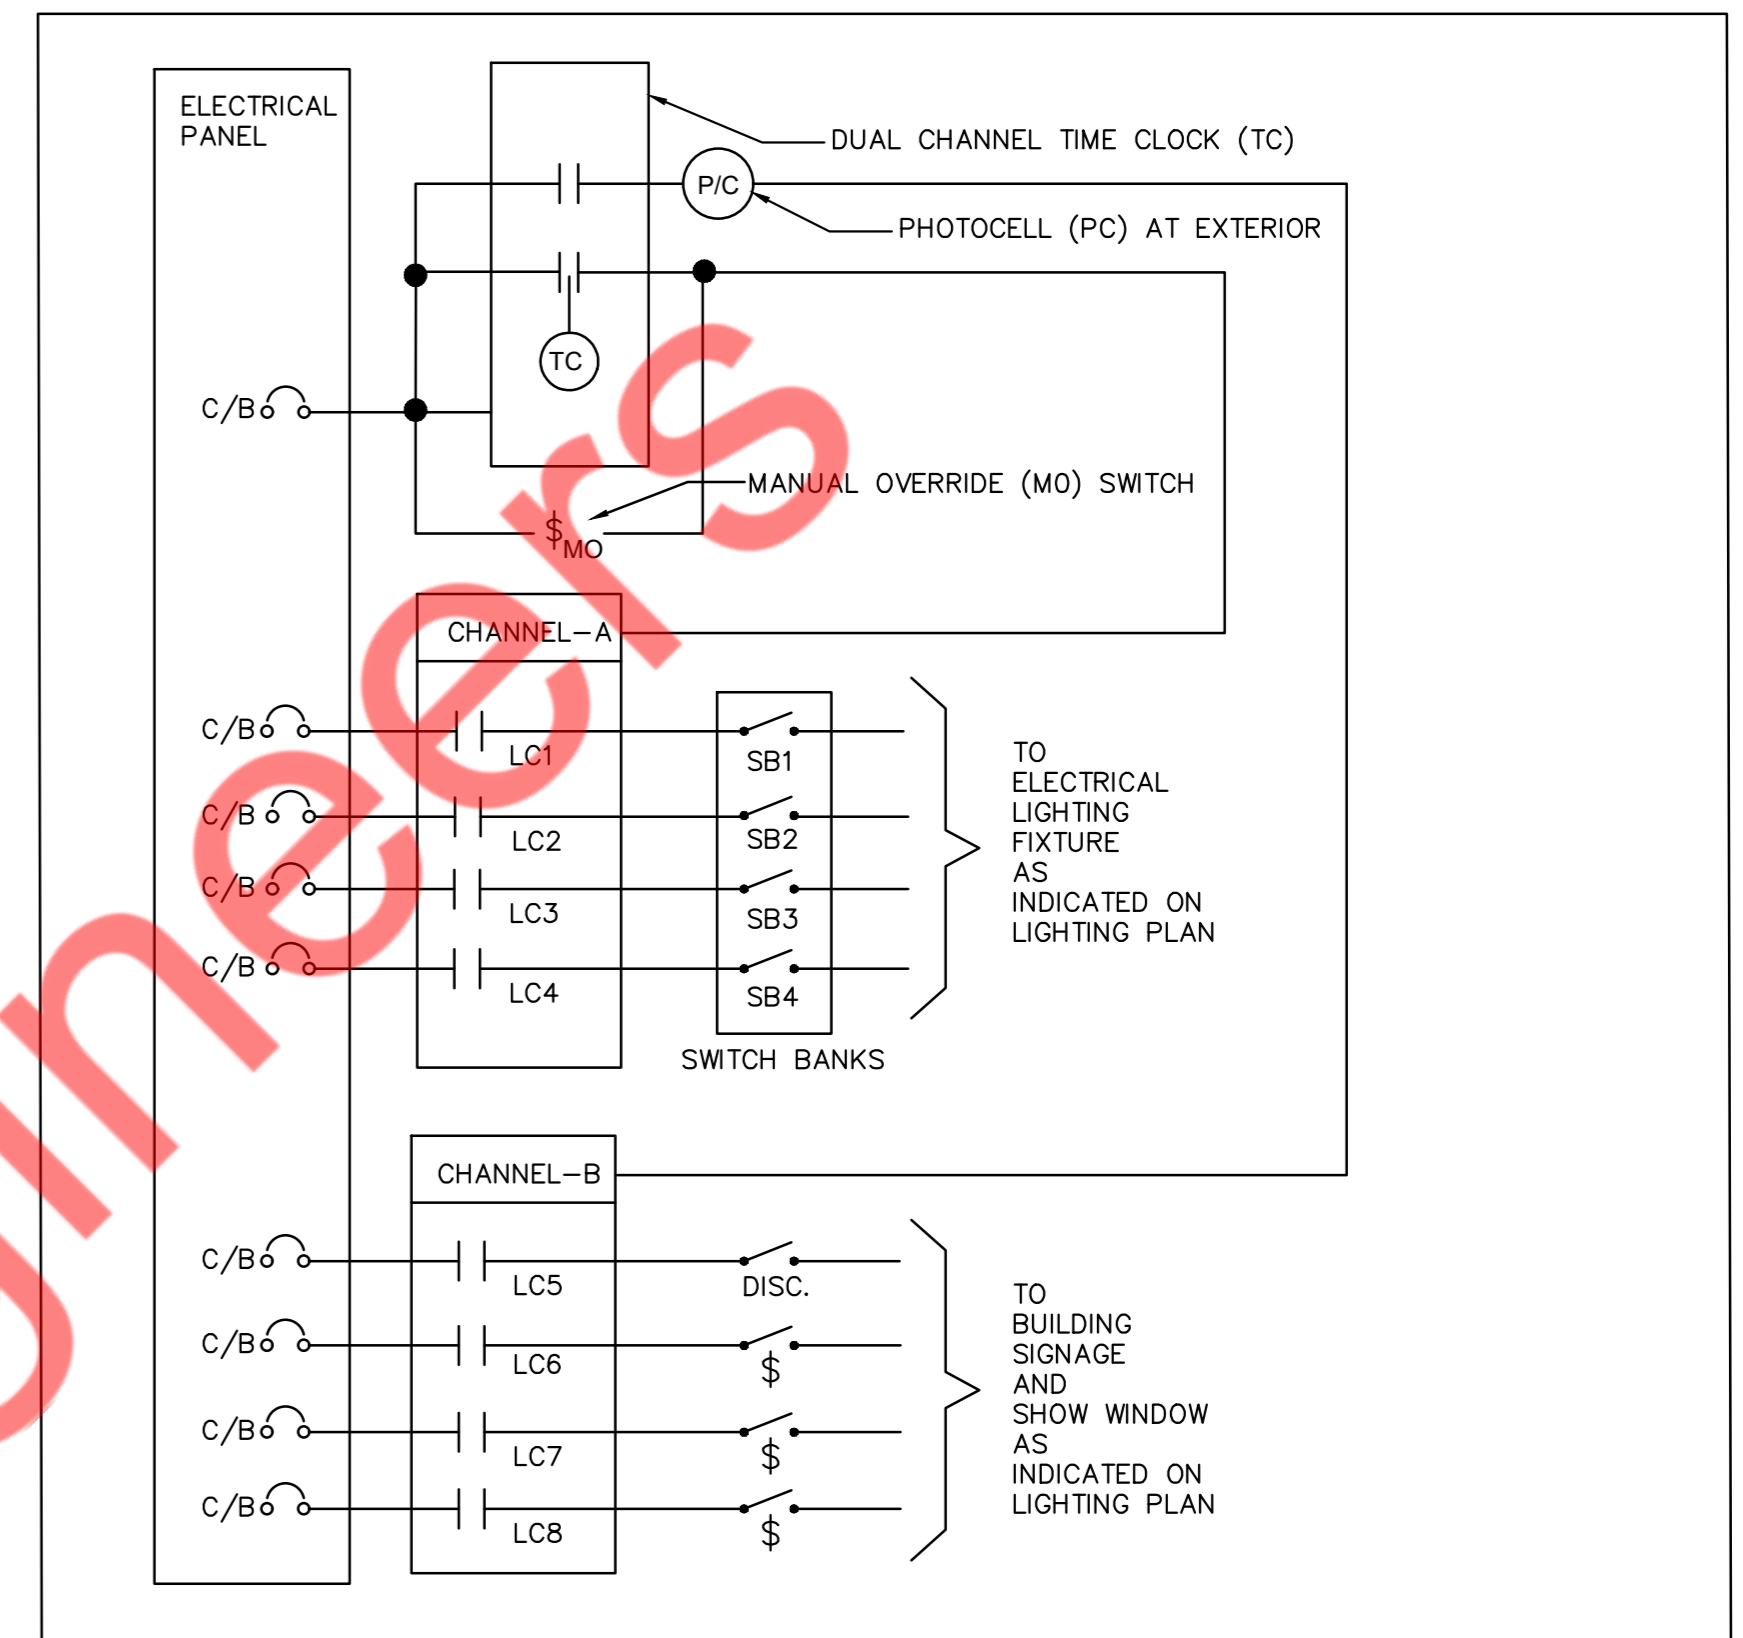 ELECTRICAL
PANEL
DUAL CHANNEL TIME CLOCK (TC)
P/C
PHOTOCELL (PC) AT EXTERIOR
TC
C/B
MANUAL OVERRIDE (MO) SWITCH
$MO
CHANNEL-A
C/B
LC1
SB1
C/B
LC2
SB2
C/B
LC3
SB3
C/B
LC4
SB4
SWITCH BANKS
TO
ELECTRICAL
LIGHTING
FIXTURE
AS
INDICATED ON
LIGHTING PLAN
CHANNEL-B
C/B
LC5
DISC.
C/B
LC6
$
C/B
LC7
$
C/B
LC8
$
TO
BUILDING
SIGNAGE
AND
SHOW WINDOW
AS
INDICATED ON
LIGHTING PLAN
gineers